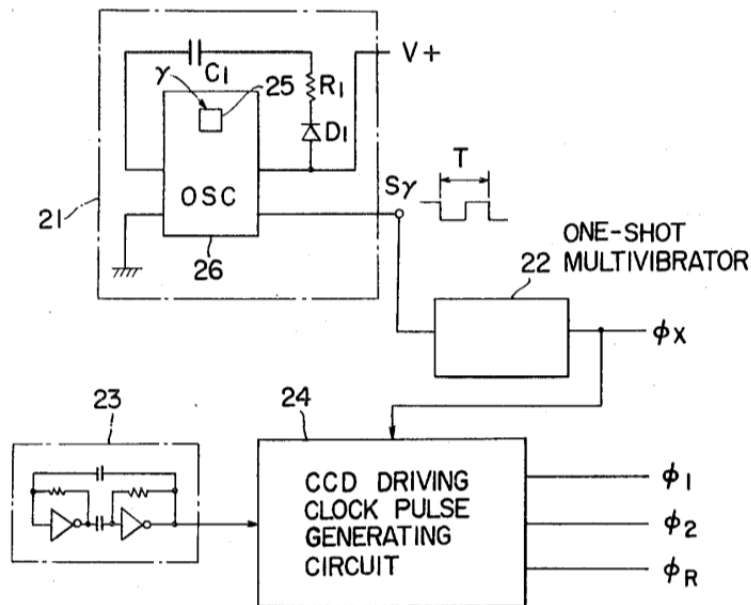 V+
C1
γ
25
R1
D1
OSC
21
26
Sγ
T
ONE-SHOT
22 MULTIVIBRATOR
φX
23
24
CCD DRIVING
CLOCK PULSE
GENERATING
CIRCUIT
φ1
φ2
φR